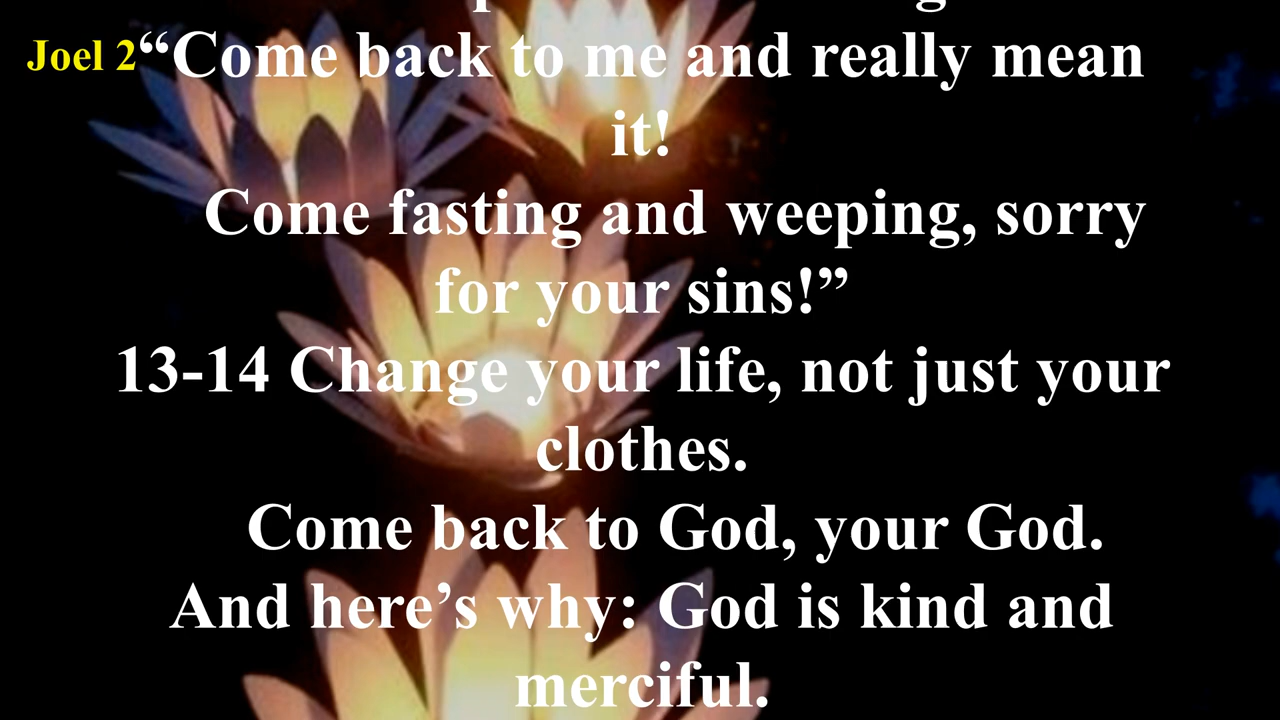 Joel 2“Come back to me and really mean
it!
Come fasting and weeping, sorry
for your sins!”
13-14 Change your life, not just your
clothes.
Come back to God, your God.
And here’s why: God is kind and
merciful.